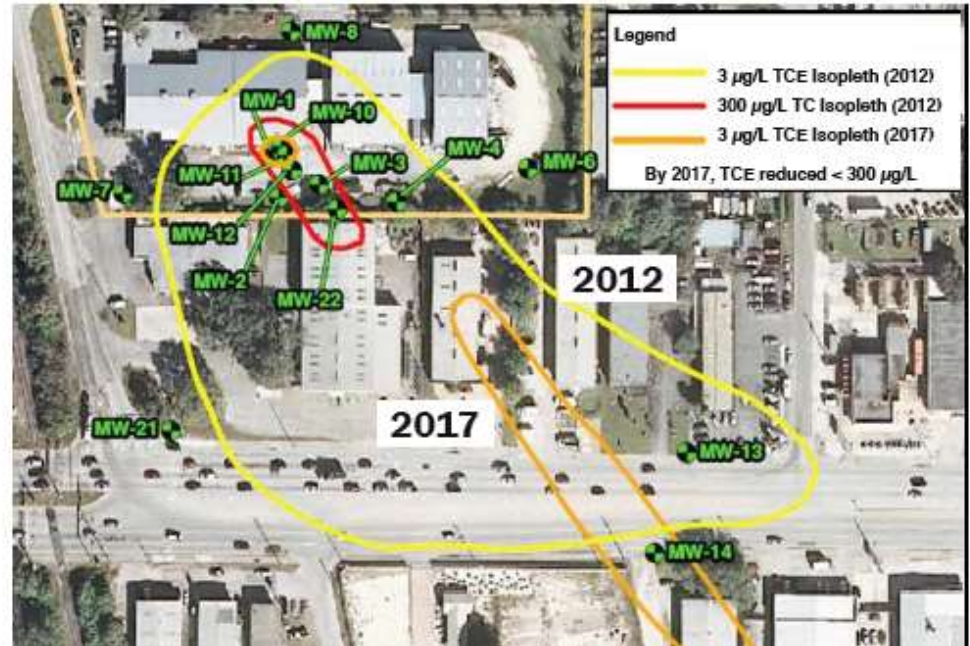 MW-8
Legend
3 µg/L TCE Isopleth (2012)
300 µg/L TC Isopleth (2012)
3 µg/L TCE Isopleth (2017)
By 2017, TCE reduced < 300 µg/L
MW-1
MW-10
MW-11
MW-3
MW-4
MW-6
MW-7
MW-12
MW-2
MW-22
2012
2017
MW-21
MW-13
MW-14